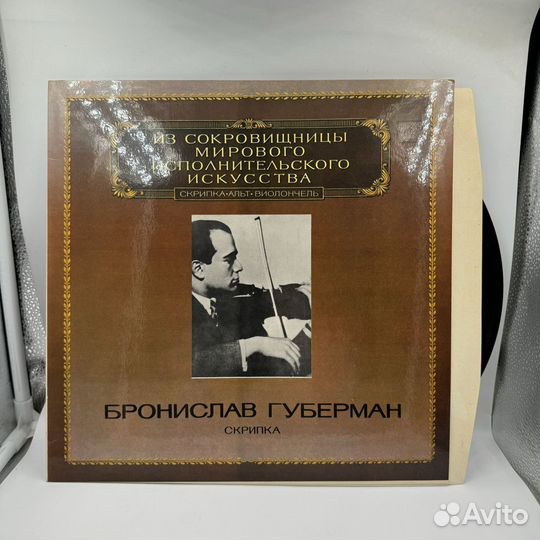 ИЗ СОКРОВИЩНИЦЫ
МИРОВОГО
ИСПОЛНИТЕЛЬСКОГО
ИСКУССТВА
СКРИПКА•АЛЬТ•ВИОЛОНЧЕЛЬ
БРОНИСЛАВ ГУБЕРМАН
СКРИПКА
Avito